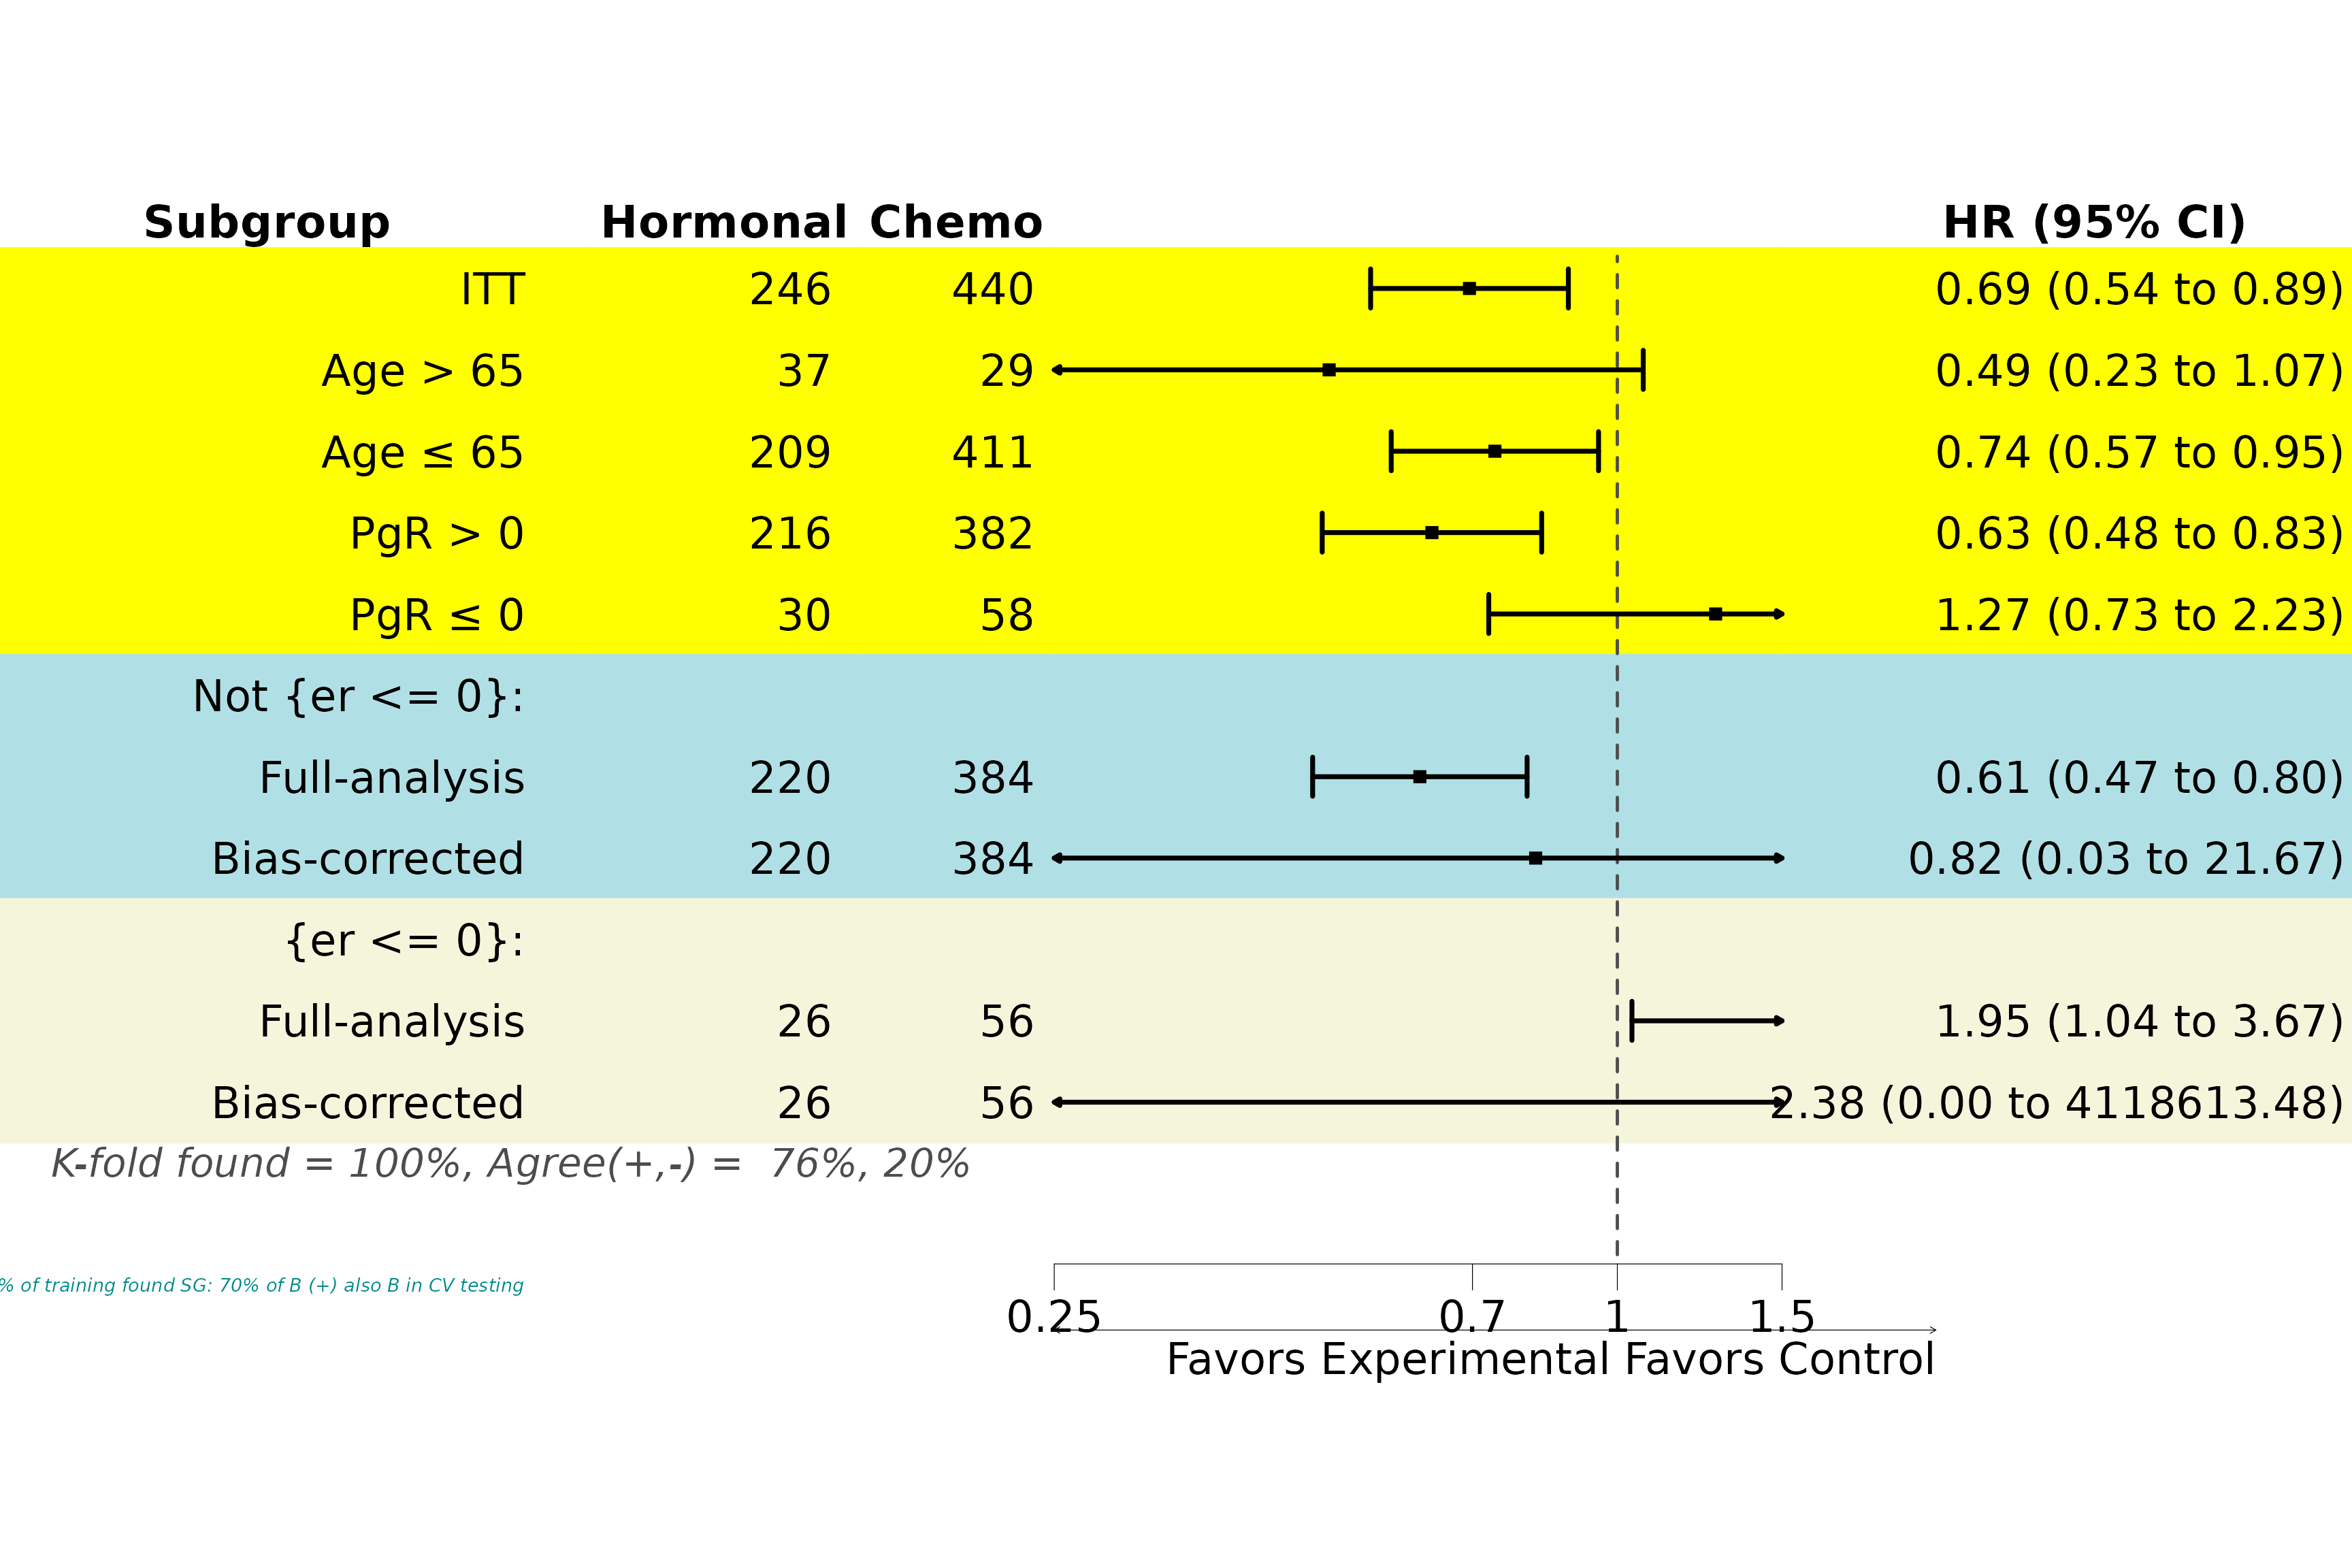 Subgroup Hormonal Chemo HR (95% CI)
ITT 246 440 0.69 (0.54 to 0.89)
Age > 65 37 29 0.49 (0.23 to 1.07)
Age ≤ 65 209 411 0.74 (0.57 to 0.95)
PgR > 0 216 382 0.63 (0.48 to 0.83)
PgR ≤ 0 30 58 1.27 (0.73 to 2.23)
Not {er <= 0}:
Full-analysis 220 384 0.61 (0.47 to 0.80)
Bias-corrected 220 384 0.82 (0.03 to 21.67)
{er <= 0}:
Full-analysis 26 56 1.95 (1.04 to 3.67)
Bias-corrected 26 56 2.38 (0.00 to 4118613.48)
K-fold found = 100%, Agree(+,-) = 76%, 20%
% of training found SG: 70% of B (+) also B in CV testing
0.25 0.7 1 1.5
Favors Experimental Favors Control